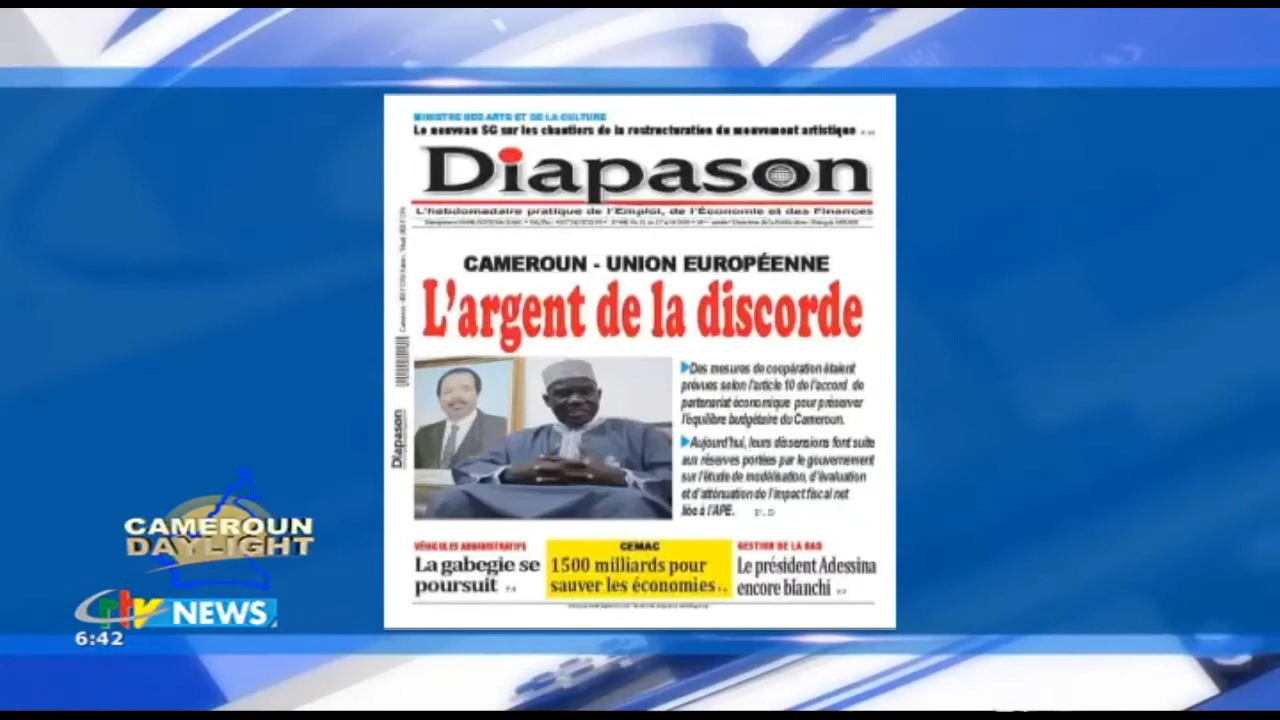 MINISTRE DES ARTS ET DE LA CULTURE
Le nouveau SG sur les chantiers de la restructuration du mouvement artistique
Diapason
L'hebdomadaire pratique de l'Emploi, de l'Économie et des Finances
CAMEROUN - UNION EUROPÉENNE
L'argent de la discorde
Des mesures de coopération étaient
prévues selon l'article 10 de l'accord de
partenariat économique pour préserver
l'équilibre budgétaire du Cameroun.
Aujourd'hui, leurs dissensions font suite
aux réserves portées par le gouvernement
sur l'étude de modélisation, d'évaluation
et d'atténuation de l'impact fiscal net
liée à l'APE.
Diapason
VÉHICULES ADMINISTRATIFS
La gabegie se
poursuit
CEMAC
1500 milliards pour
sauver les économies
GESTION DE LA BAD
Le président Adessina
encore blanchi
CAMEROUN
DAYLIGHT
crtv NEWS
6:42